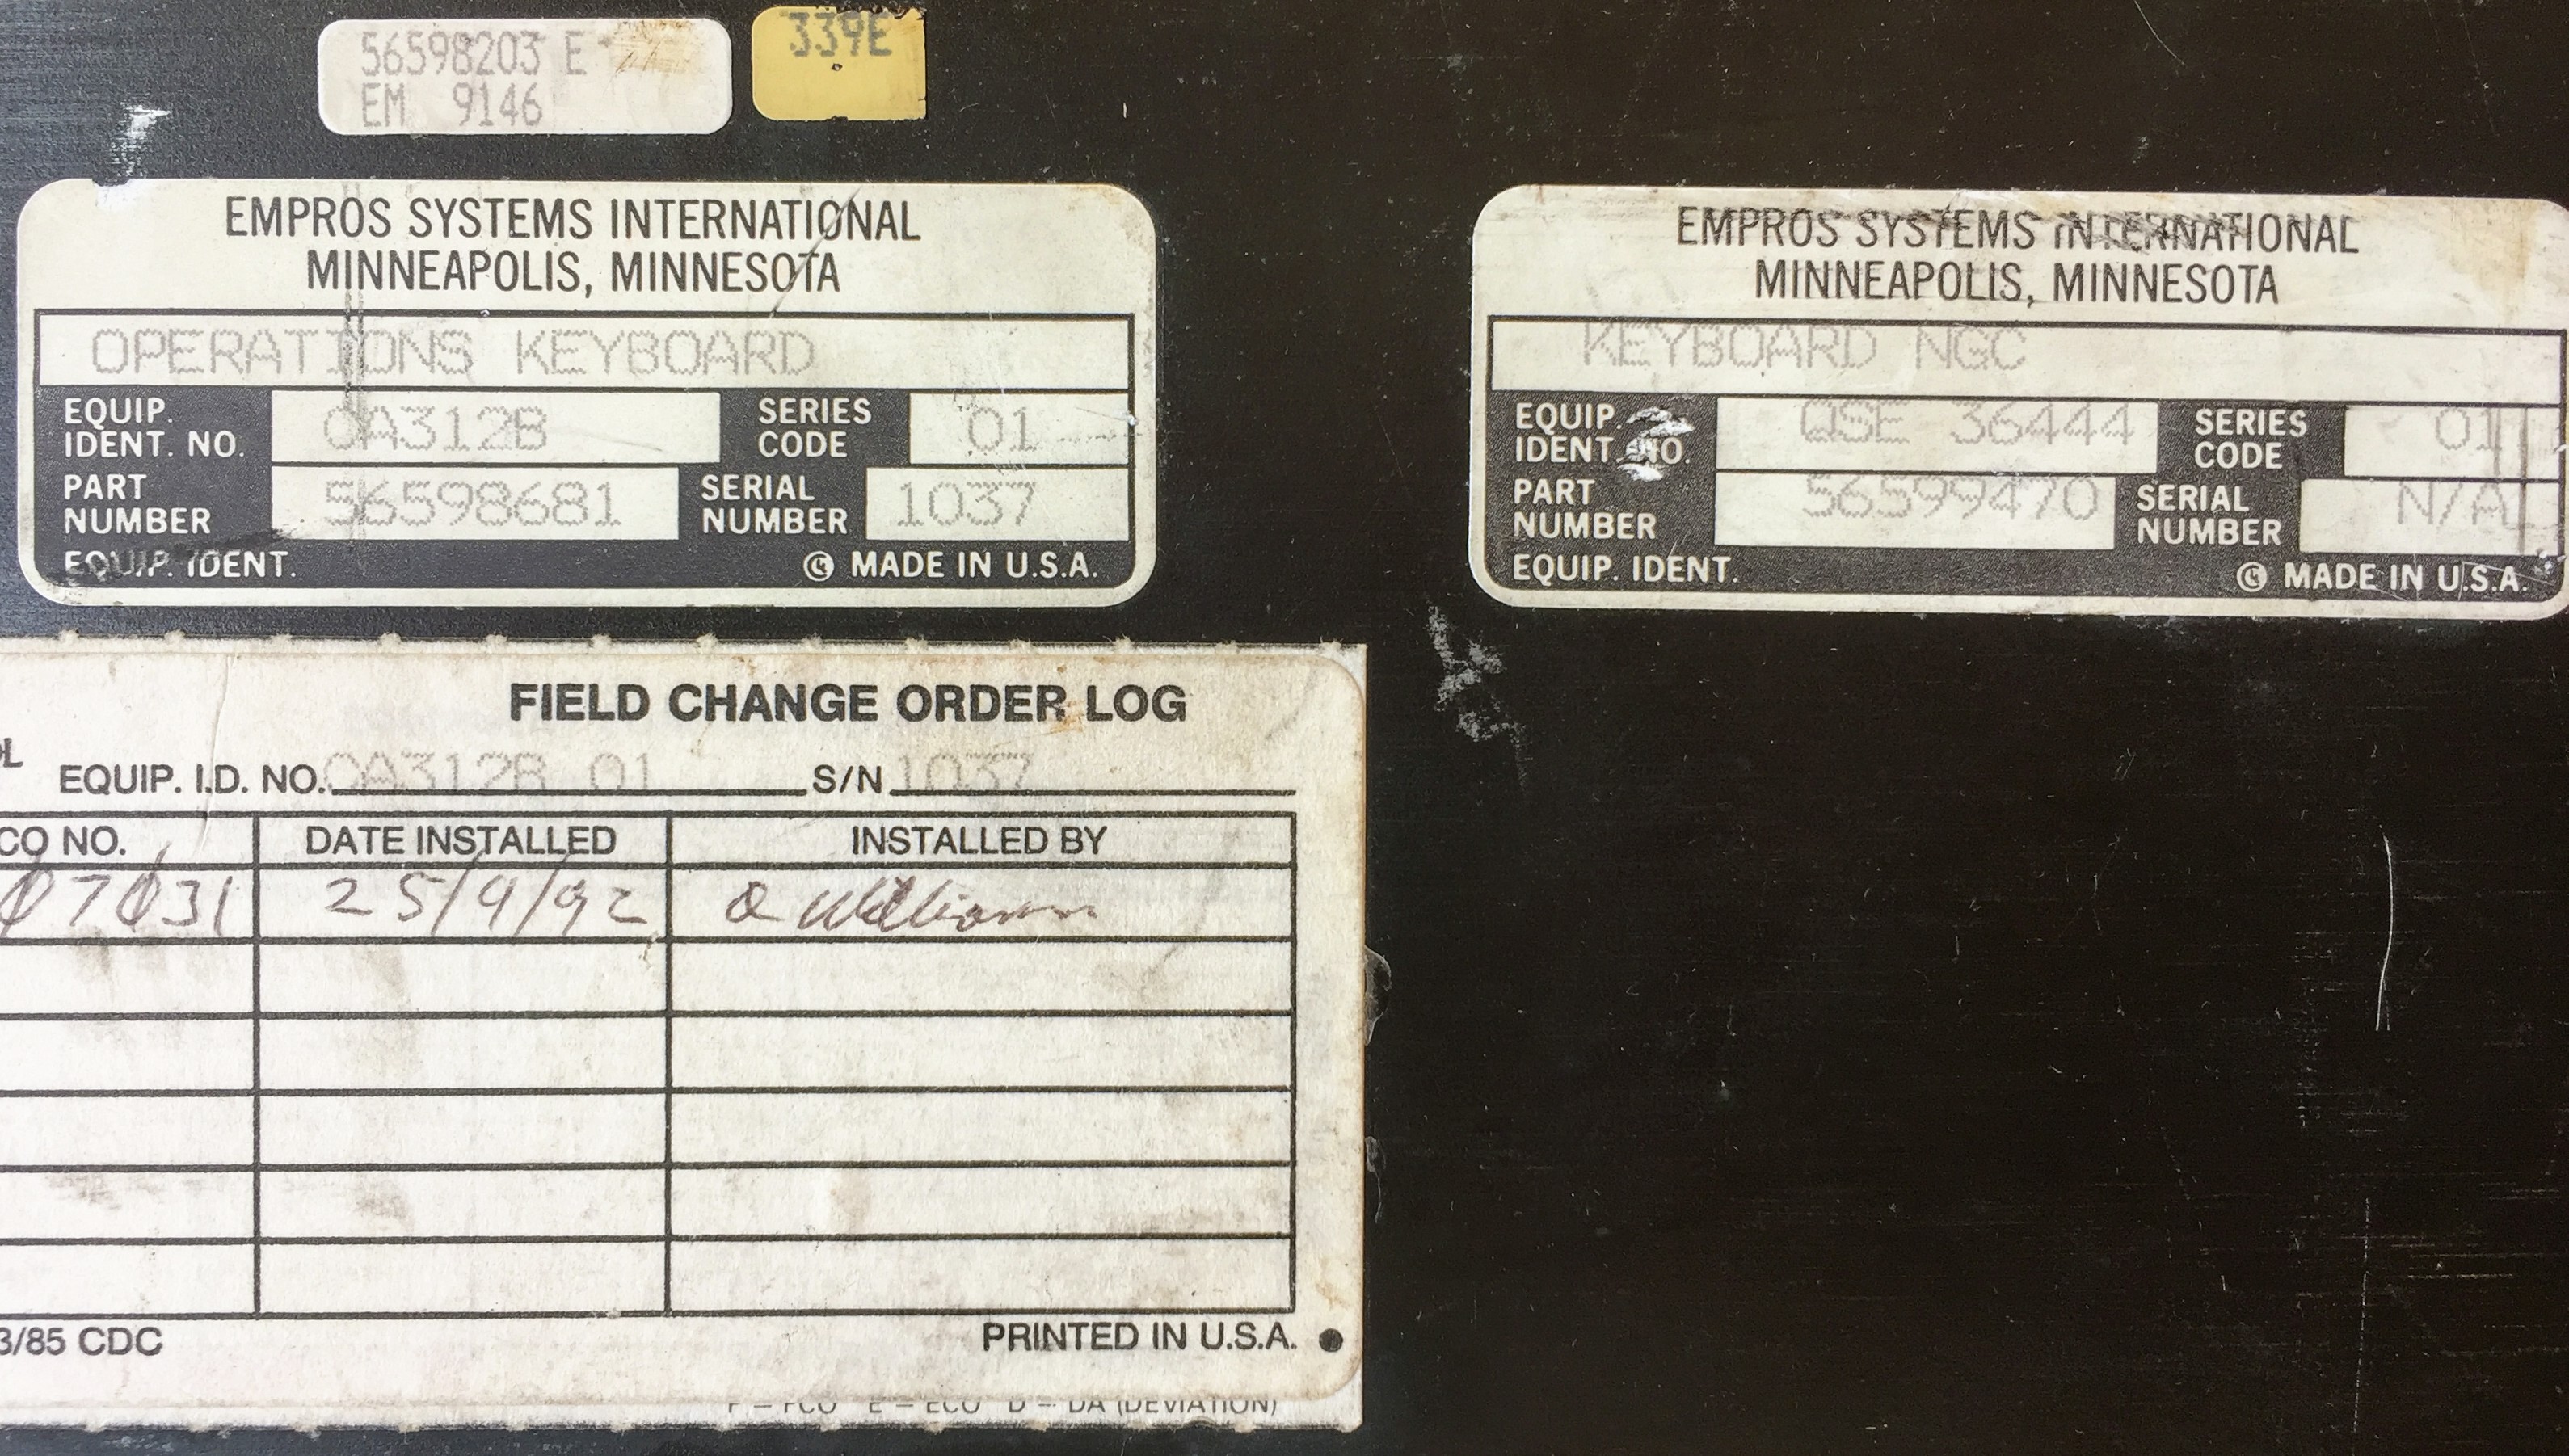 56598203 E
EM 9146
339E
EMPROS SYSTEMS INTERNATIONAL
MINNEAPOLIS, MINNESOTA
OPERATIONS KEYBOARD
EQUIP. IDENT. NO. OA312B SERIES CODE 01
PART NUMBER 56598681 SERIAL NUMBER 1037
EQUIP. IDENT. MADE IN U.S.A.
EMPROS SYSTEMS INTERNATIONAL
MINNEAPOLIS, MINNESOTA
KEYBOARD NGC
EQUIP. IDENT. NO. QSE 36444 SERIES CODE 01
PART NUMBER 56599470 SERIAL NUMBER N/A
EQUIP. IDENT. MADE IN U.S.A.
FIELD CHANGE ORDER LOG
EQUIP. I.D. NO. OA312B 01 S/N 1037
CO NO. DATE INSTALLED INSTALLED BY
07031 25/9/92 Williams
3/85 CDC PRINTED IN U.S.A.
F — FCO E — ECO D — DA (DEVIATION)